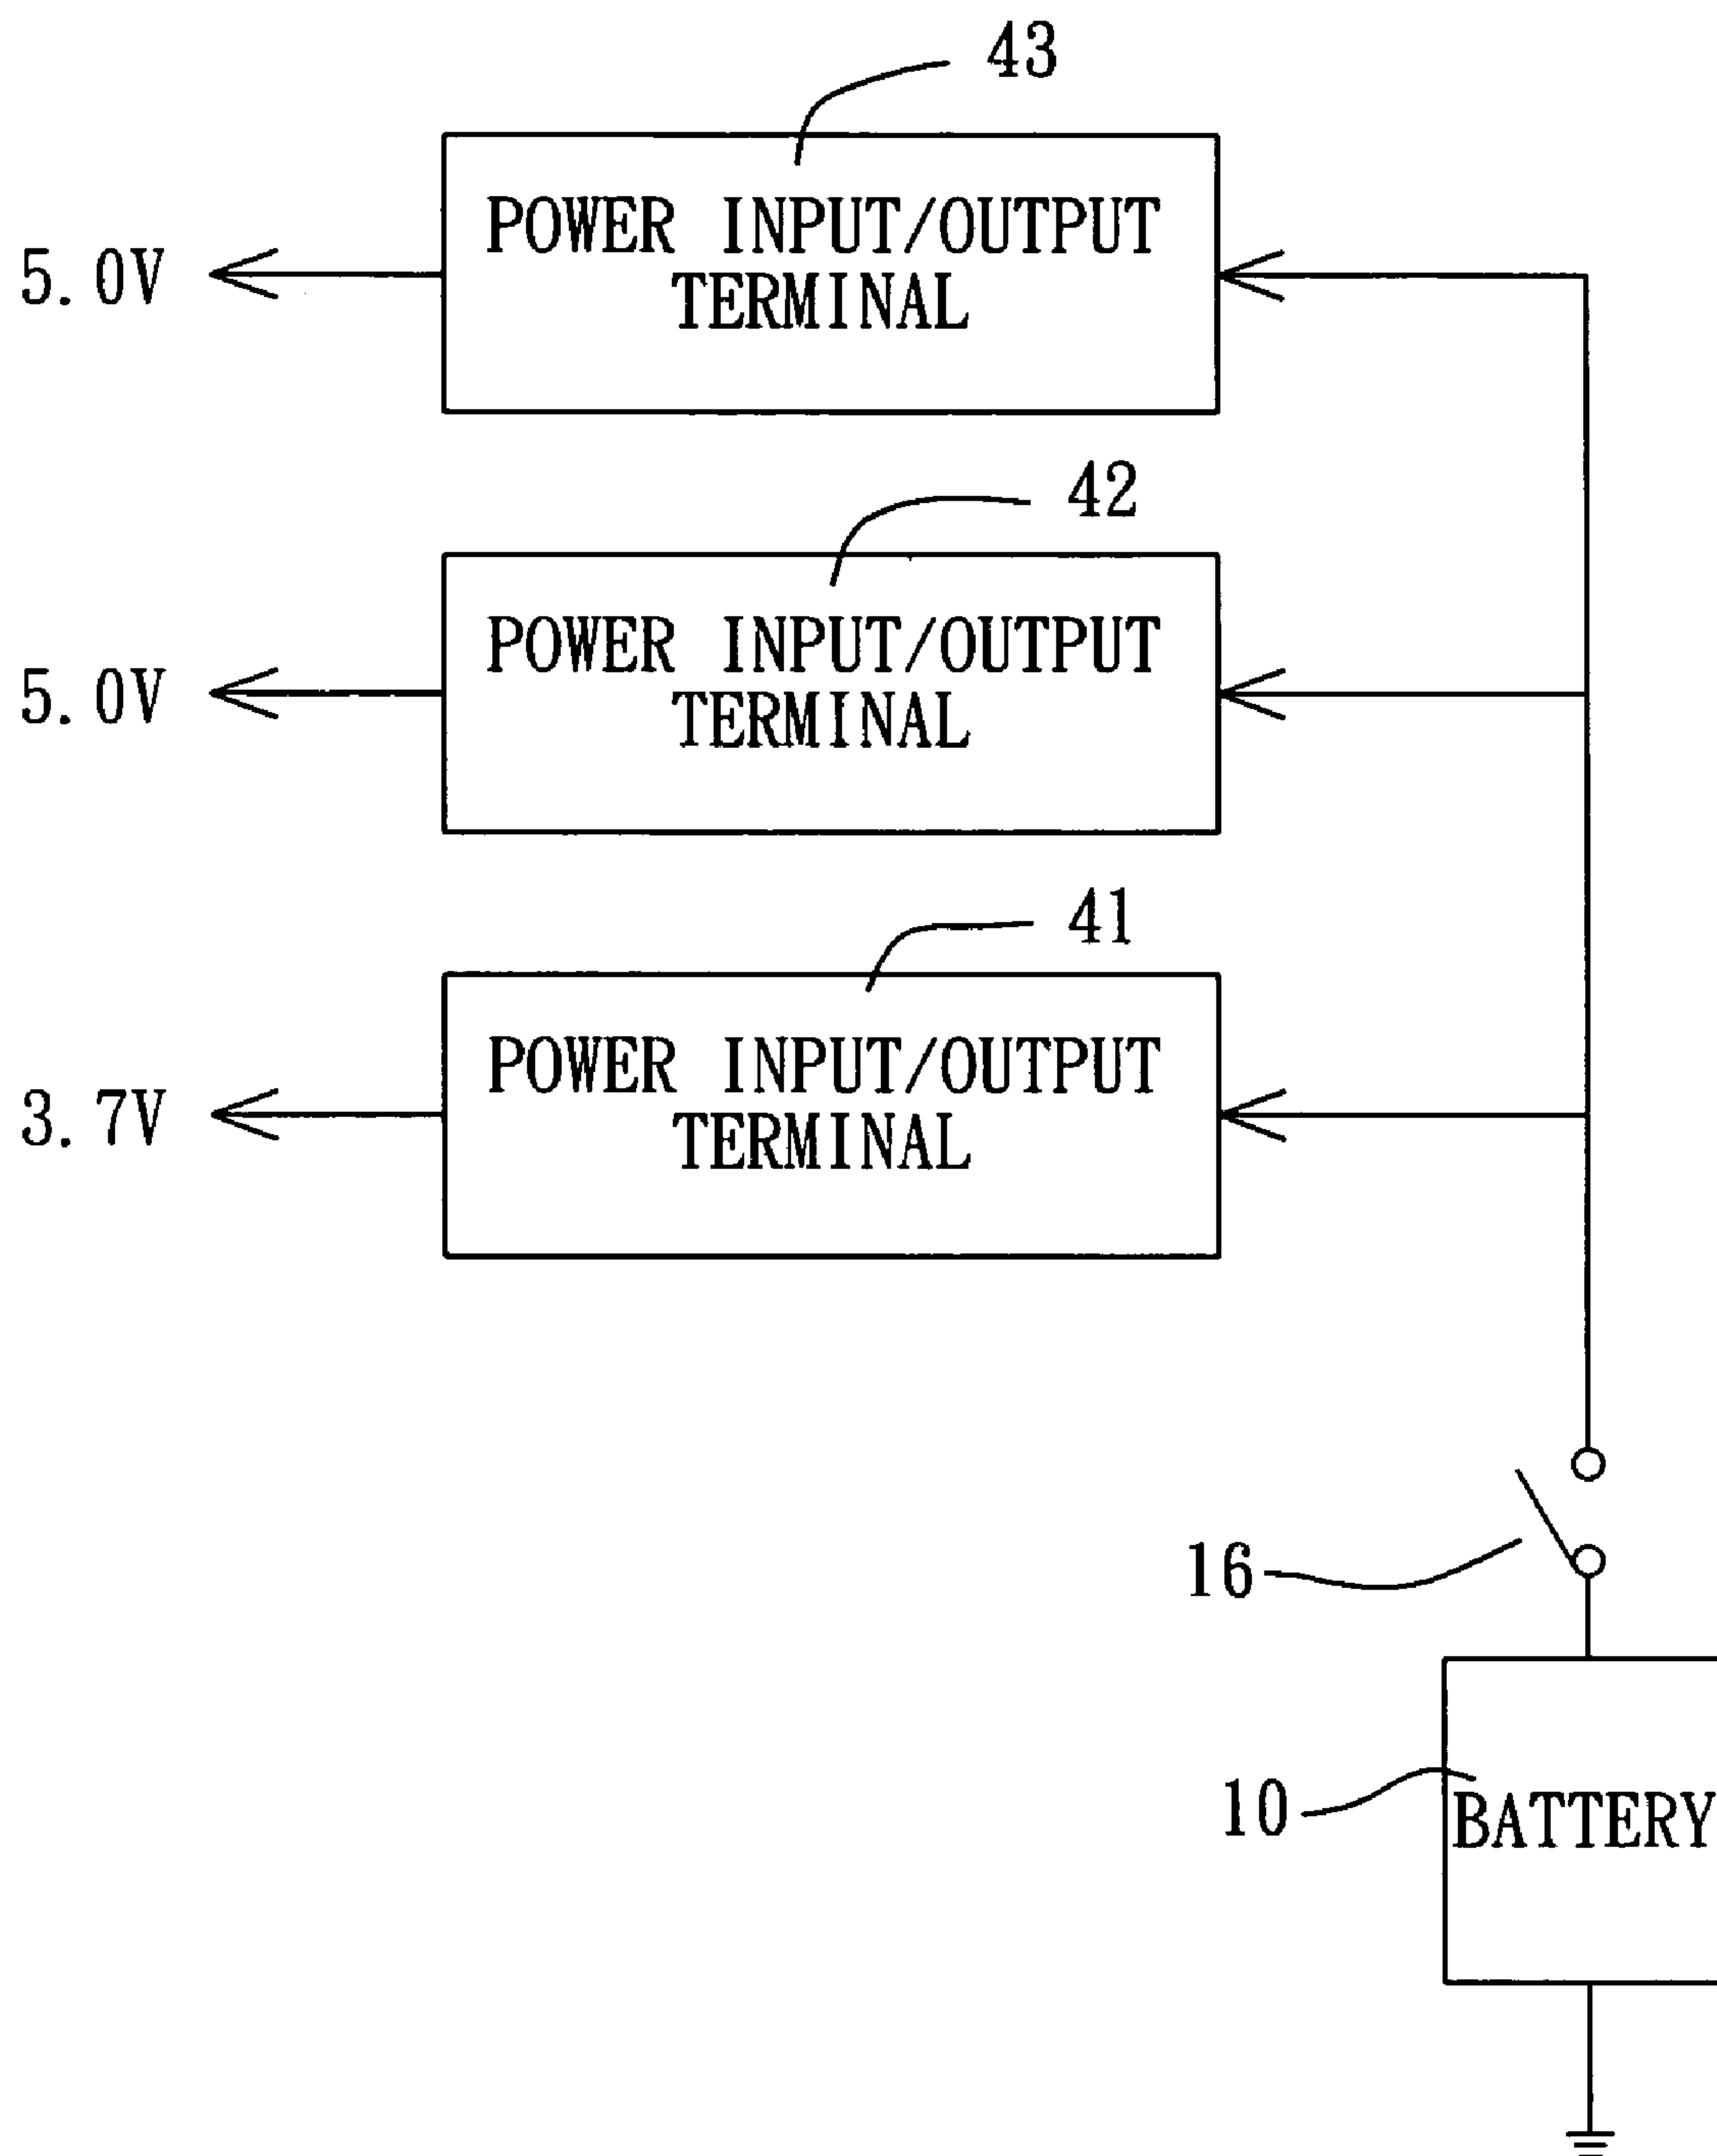 43
POWER INPUT/OUTPUT
TERMINAL
5.0V
42
POWER INPUT/OUTPUT
TERMINAL
5.0V
41
POWER INPUT/OUTPUT
TERMINAL
3.7V
16
10
BATTERY